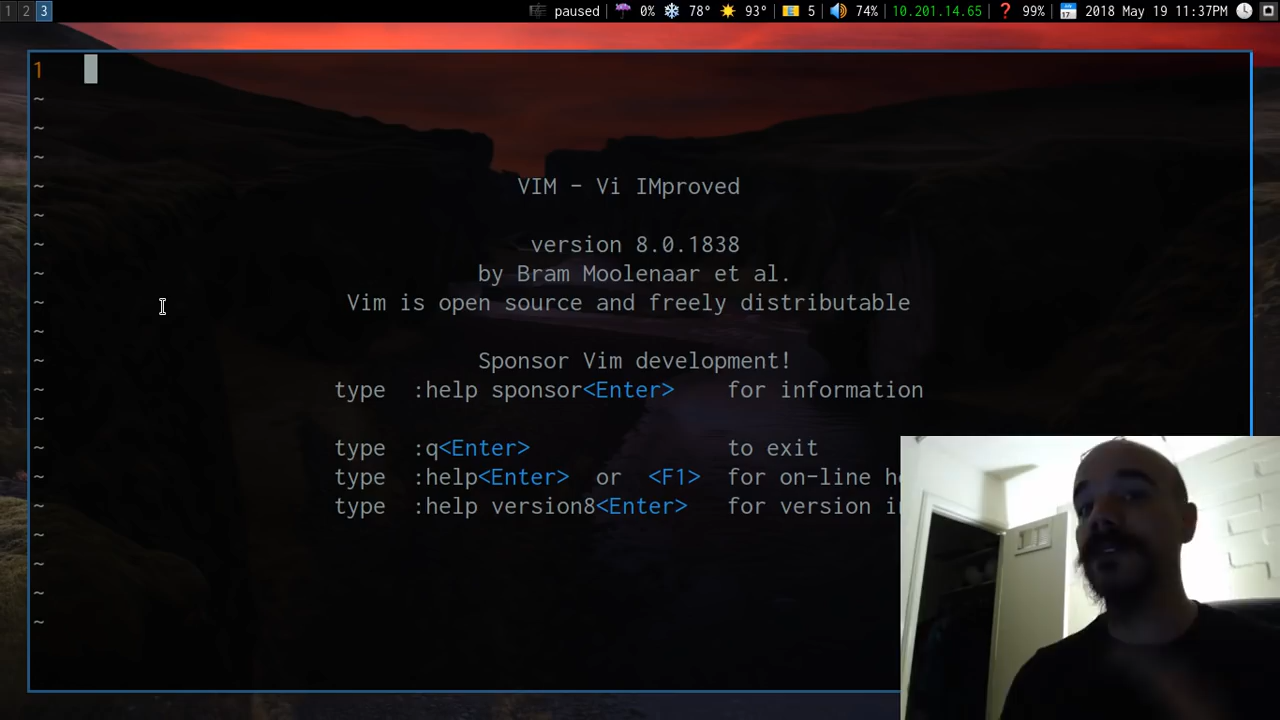 1 2 3 paused 0% 78° 93° 5 74% 10.201.14.65 99% 2018 May 19 11:37PM
1
~
~
~
~ VIM - Vi IMproved
~
~ version 8.0.1838
~ by Bram Moolenaar et al.
~ Vim is open source and freely distributable
~
~ Sponsor Vim development!
~ type :help sponsor<Enter> for information
~
~ type :q<Enter> to exit
~ type :help<Enter> or <F1> for on-line h
~ type :help version8<Enter> for version i
~
~
~
~